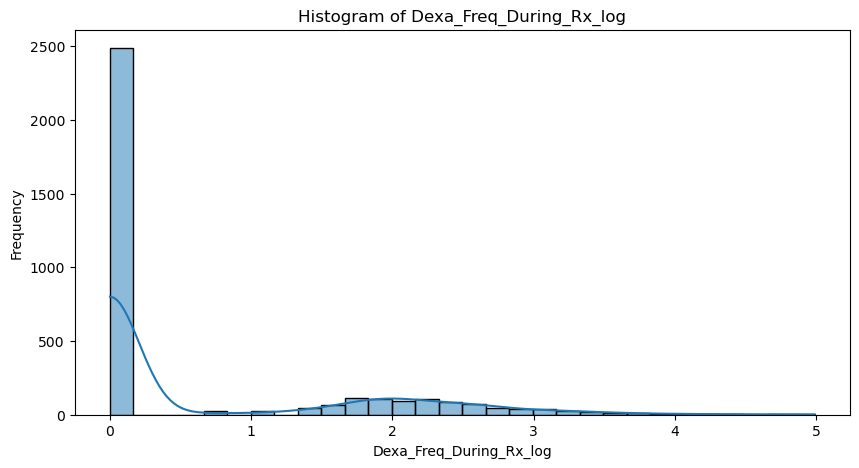 Histogram of Dexa_Freq_During_Rx_log
2500
2000
1500
1000
500
0
Frequency
0 1 2 3 4 5
Dexa_Freq_During_Rx_log